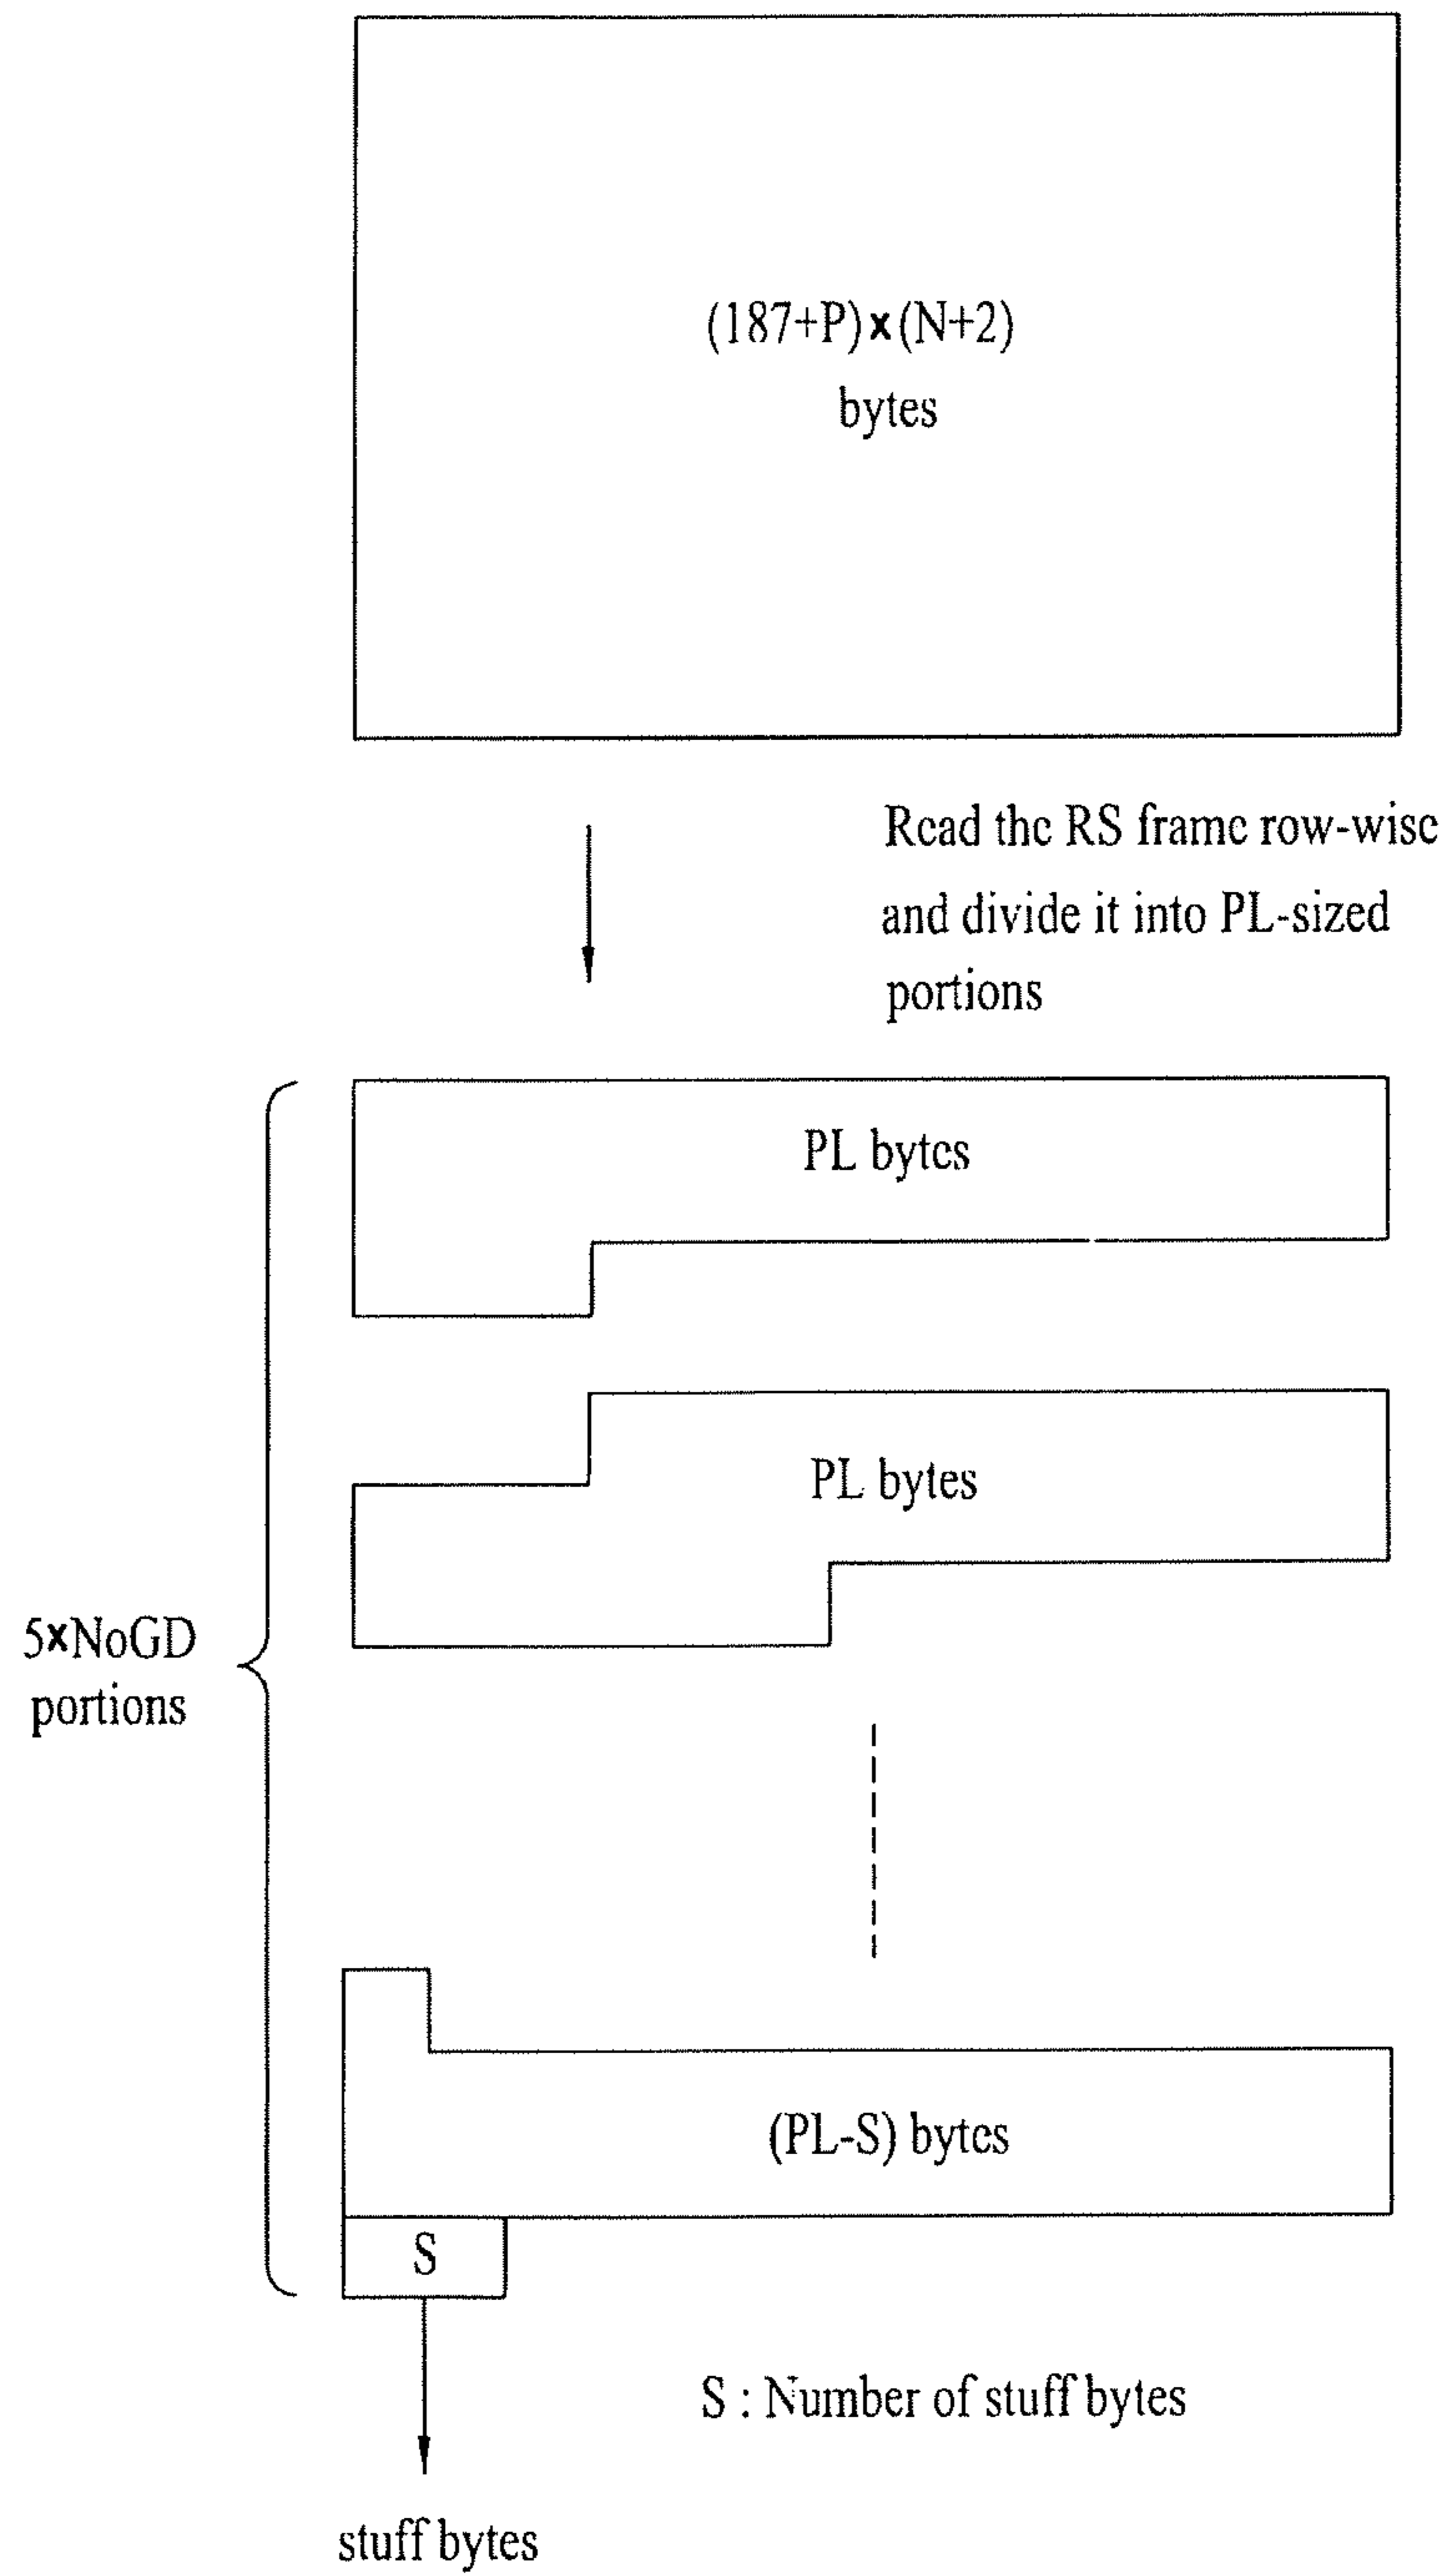 (187+P)×(N+2)
bytes
Read the RS frame row-wise
and divide it into PL-sized
portions
PL bytes
PL bytes
5×NoGD
portions
(PL-S) bytes
S
S : Number of stuff bytes
stuff bytes